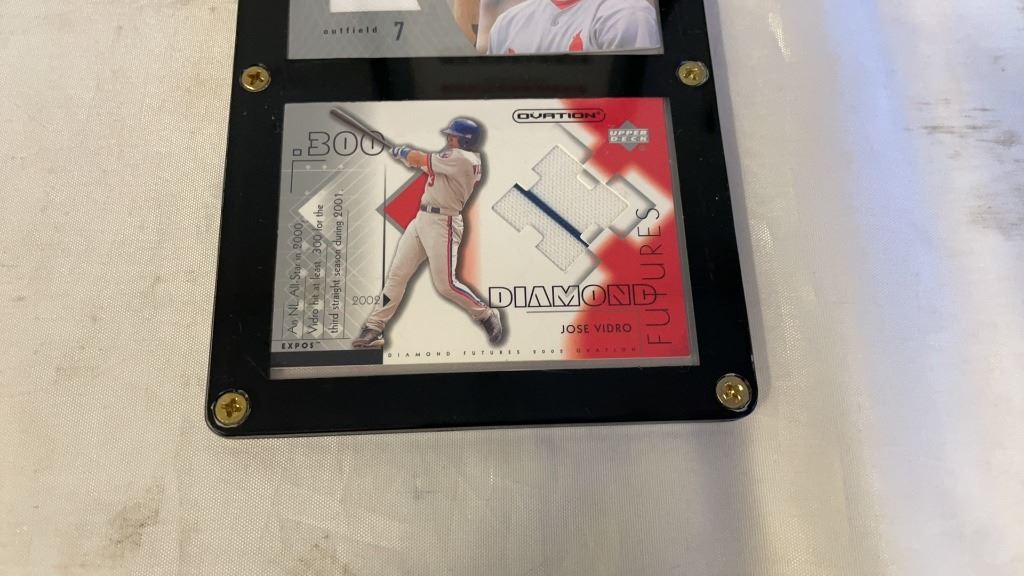 outfield 7
OVATION
UPPER
DECK
.300
An NL All-Star in 2000,
Vidro hit at least .300 for the
third straight season during 2001.
2002
DIAMOND
FUTURES
JOSE VIDRO
EXPOS™
DIAMOND FUTURES 2002 OVATION